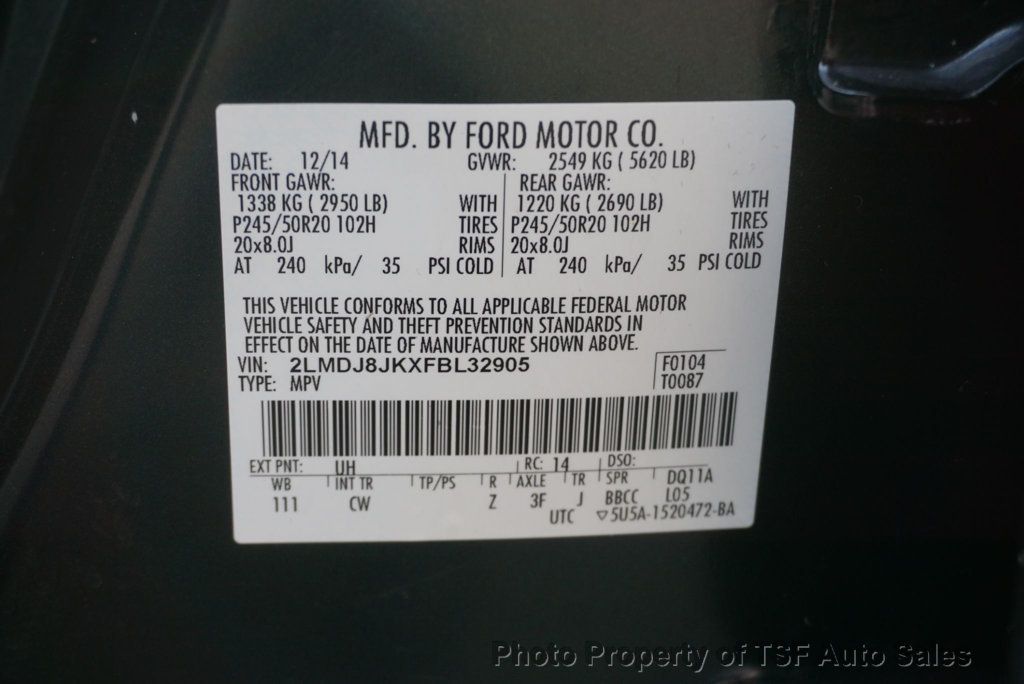 MFD. BY FORD MOTOR CO.
DATE: 12/14 GVWR: 2549 KG ( 5620 LB)
FRONT GAWR: REAR GAWR:
1338 KG ( 2950 LB) WITH 1220 KG ( 2690 LB) WITH
P245/50R20 102H TIRES P245/50R20 102H TIRES
20x8.0J RIMS 20x8.0J RIMS
AT 240 kPa/ 35 PSI COLD AT 240 kPa/ 35 PSI COLD
THIS VEHICLE CONFORMS TO ALL APPLICABLE FEDERAL MOTOR
VEHICLE SAFETY AND THEFT PREVENTION STANDARDS IN
EFFECT ON THE DATE OF MANUFACTURE SHOWN ABOVE.
VIN: 2LMDJ8JKXFBL32905 F0104
TYPE: MPV T0087
EXT PNT: UH RC: 14 DSO:
WB INT TR TP/PS R AXLE TR SPR DQ11A
111 CW Z 3F J BBCC L05
UTC ▽5U5A-1520472-BA
Photo Property of TSF Auto Sales